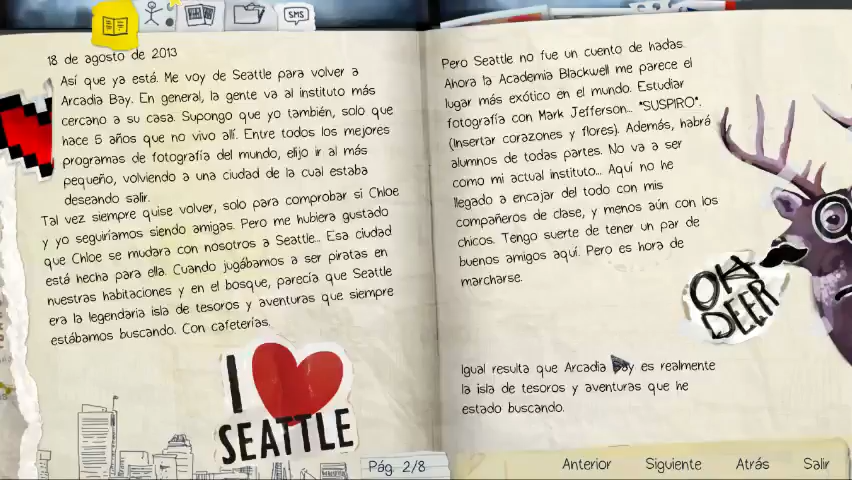 SMS
18 de agosto de 2013
Así que ya está. Me voy de Seattle para volver a
Arcadia Bay. En general, la gente va al instituto más
cercano a su casa. Supongo que yo también, solo que
hace 5 años que no vivo allí. Entre todos los mejores
programas de fotografía del mundo, elijo ir al más
pequeño, volviendo a una ciudad de la cual estaba
deseando salir.
Tal vez siempre quise volver, solo para comprobar si Chloe
y yo seguiríamos siendo amigas. Pero me hubiera gustado
que Chloe se mudara con nosotros a Seattle... Esa ciudad
está hecha para ella. Cuando jugábamos a ser piratas en
nuestras habitaciones y en el bosque, parecía que Seattle
era la legendaria isla de tesoros y aventuras que siempre
estábamos buscando. Con cafeterías.
I
SEATTLE
Pág. 2/8
Pero Seattle no fue un cuento de hadas.
Ahora la Academia Blackwell me parece el
lugar más exótico en el mundo. Estudiar
fotografía con Mark Jefferson... *SUSPIRO*.
(Insertar corazones y flores). Además, habrá
alumnos de todas partes. No va a ser
como mi actual instituto... Aquí no he
llegado a encajar del todo con mis
compañeros de clase, y menos aún con los
chicos. Tengo suerte de tener un par de
buenos amigos aquí. Pero es hora de
marcharse.
OH
DEER
Igual resulta que Arcadia Bay es realmente
la isla de tesoros y aventuras que he
estado buscando.
Anterior Siguiente Atrás Salir